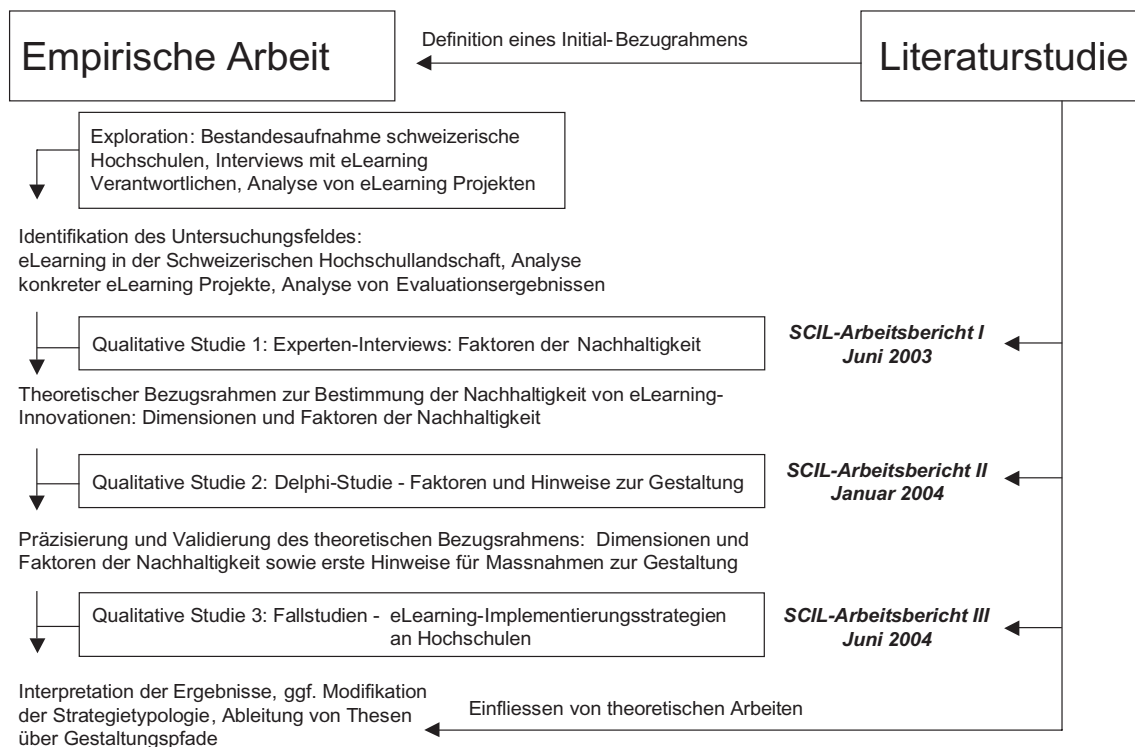 Empirische Arbeit
Definition eines Initial-Bezugrahmens
Literaturstudie
Exploration: Bestandesaufnahme schweizerische
Hochschulen, Interviews mit eLearning
Verantwortlichen, Analyse von eLearning Projekten
Identifikation des Untersuchungsfeldes:
eLearning in der Schweizerischen Hochschullandschaft, Analyse
konkreter eLearning Projekte, Analyse von Evaluationsergebnissen
Qualitative Studie 1: Experten-Interviews: Faktoren der Nachhaltigkeit
SCIL-Arbeitsbericht I
Juni 2003
Theoretischer Bezugsrahmen zur Bestimmung der Nachhaltigkeit von eLearning-
Innovationen: Dimensionen und Faktoren der Nachhaltigkeit
Qualitative Studie 2: Delphi-Studie - Faktoren und Hinweise zur Gestaltung
SCIL-Arbeitsbericht II
Januar 2004
Präzisierung und Validierung des theoretischen Bezugsrahmens: Dimensionen und
Faktoren der Nachhaltigkeit sowie erste Hinweise für Massnahmen zur Gestaltung
Qualitative Studie 3: Fallstudien - eLearning-Implementierungsstrategien
an Hochschulen
SCIL-Arbeitsbericht III
Juni 2004
Interpretation der Ergebnisse, ggf. Modifikation
der Strategietypologie, Ableitung von Thesen
über Gestaltungspfade
Einfliessen von theoretischen Arbeiten